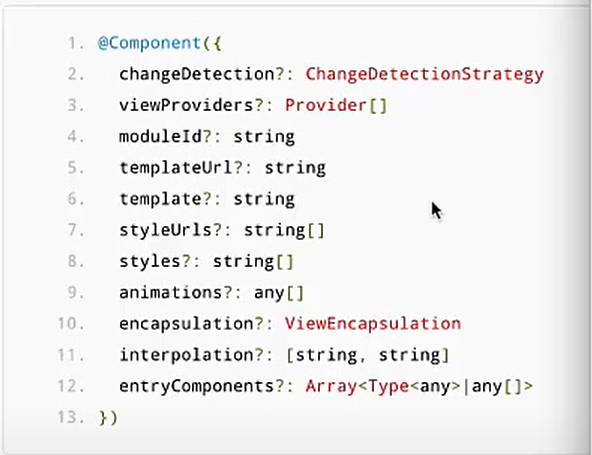 1. @Component({
2. changeDetection?: ChangeDetectionStrategy
3. viewProviders?: Provider[]
4. moduleId?: string
5. templateUrl?: string
6. template?: string
7. styleUrls?: string[]
8. styles?: string[]
9. animations?: any[]
10. encapsulation?: ViewEncapsulation
11. interpolation?: [string, string]
12. entryComponents?: Array<Type<any>|any[]>
13. })